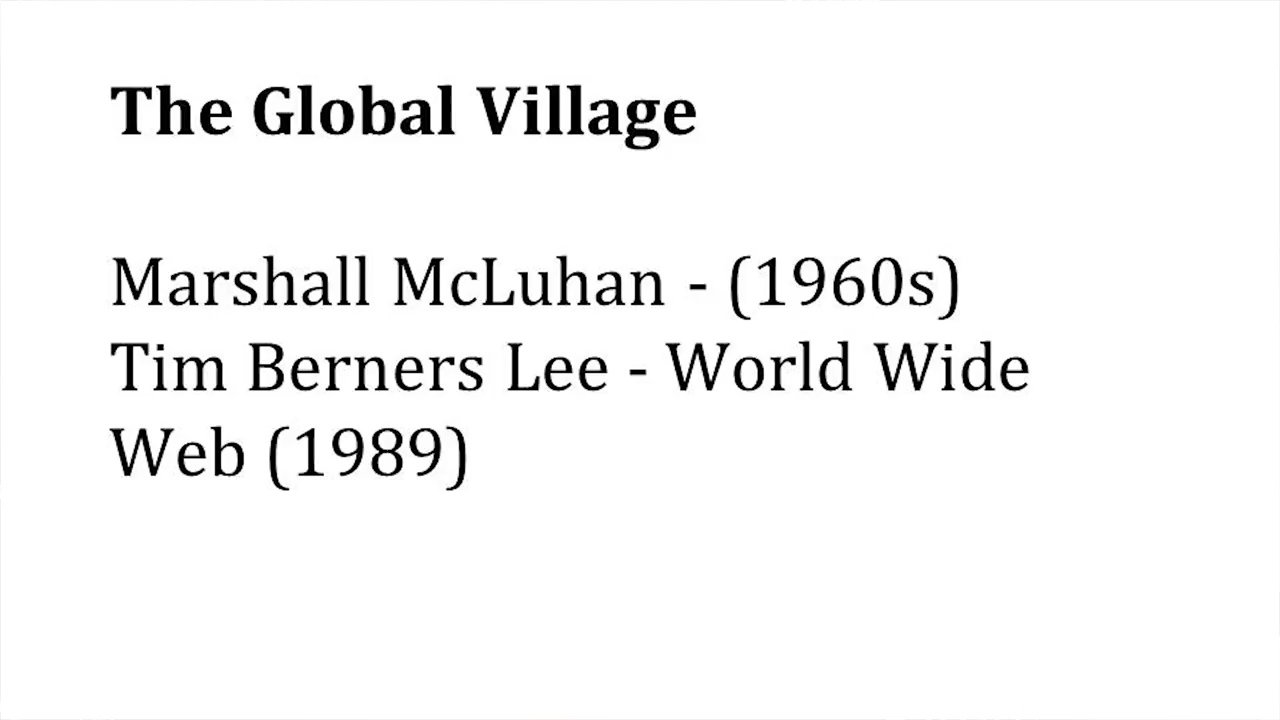 The Global Village
Marshall McLuhan - (1960s)
Tim Berners Lee - World Wide
Web (1989)